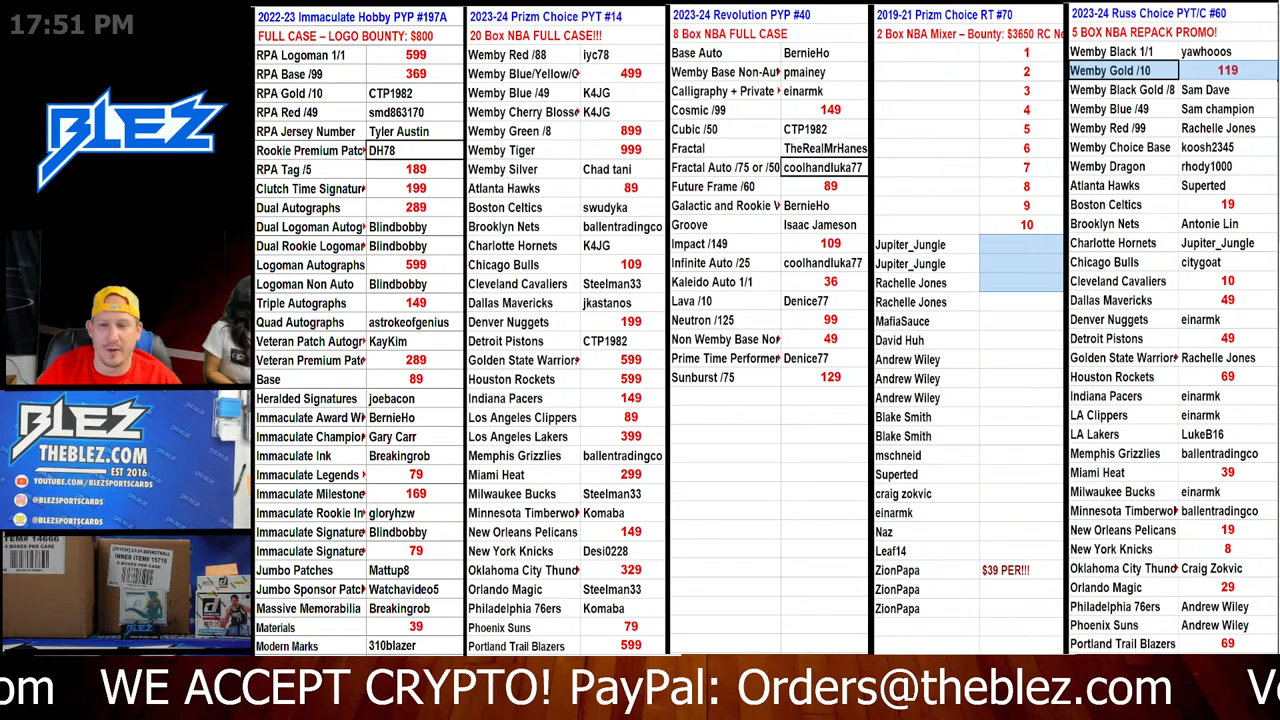 17:51 PM
BLEZ
BLEZ
THEBLEZ.COM
EST 2016
YOUTUBE.COM/BLEZSPORTSCARDS
@BLEZSPORTSCARDS
@BLEZSPORTSCARDS
ITEM# 14666
6 BOXES PER CASE
23-24 BASKETBALL
INNER ITEM# 15718
BLEZ
2022-23 Immaculate Hobby PYP #197A
FULL CASE – LOGO BOUNTY: $800
RPA Logoman 1/1 599
RPA Base /99 369
RPA Gold /10 CTP1982
RPA Red /49 smd863170
RPA Jersey Number Tyler Austin
Rookie Premium Patc DH78
RPA Tag /5 189
Clutch Time Signatur 199
Dual Autographs 289
Dual Logoman Autog Blindbobby
Dual Rookie Logoma Blindbobby
Logoman Autographs 599
Logoman Non Auto Blindbobby
Triple Autographs 149
Quad Autographs astrokeofgenius
Veteran Patch Autogr KayKim
Veteran Premium Pat 289
Base 89
Heralded Signatures joebacon
Immaculate Award W BernieHo
Immaculate Champio Gary Carr
Immaculate Ink Breakingrob
Immaculate Legends 79
Immaculate Milestone 169
Immaculate Rookie In gloryhzw
Immaculate Signature Blindbobby
Immaculate Signature 79
Jumbo Patches Mattup8
Jumbo Sponsor Patc Watchavideo5
Massive Memorabilia Breakingrob
Materials 39
Modern Marks 310blazer
2023-24 Prizm Choice PYT #14
20 Box NBA FULL CASE!!!
Wemby Red /88 iyc78
Wemby Blue/Yellow/G 499
Wemby Blue /49 K4JG
Wemby Cherry Bloss K4JG
Wemby Green /8 899
Wemby Tiger 999
Wemby Silver Chad tani
Atlanta Hawks 89
Boston Celtics swudyka
Brooklyn Nets ballentradingco
Charlotte Hornets K4JG
Chicago Bulls 109
Cleveland Cavaliers Steelman33
Dallas Mavericks jkastanos
Denver Nuggets 199
Detroit Pistons CTP1982
Golden State Warrior 599
Houston Rockets 599
Indiana Pacers 149
Los Angeles Clippers 89
Los Angeles Lakers 399
Memphis Grizzlies ballentradingco
Miami Heat 299
Milwaukee Bucks Steelman33
Minnesota Timberwo Komaba
New Orleans Pelicans 149
New York Knicks Desi0228
Oklahoma City Thund 329
Orlando Magic Steelman33
Philadelphia 76ers Komaba
Phoenix Suns 79
Portland Trail Blazers 599
2023-24 Revolution PYP #40
8 Box NBA FULL CASE
Base Auto BernieHo
Wemby Base Non-Au pmainey
Calligraphy + Private einarmk
Cosmic /99 149
Cubic /50 CTP1982
Fractal TheRealMrHanes
Fractal Auto /75 or /50 coolhandluka77
Future Frame /60 89
Galactic and Rookie V BernieHo
Groove Isaac Jameson
Impact /149 109
Infinite Auto /25 coolhandluka77
Kaleido Auto 1/1 36
Lava /10 Denice77
Neutron /125 99
Non Wemby Base No 49
Prime Time Performer Denice77
Sunburst /75 129
2019-21 Prizm Choice RT #70
2 Box NBA Mixer – Bounty: $3650 RC Ne
1
2
3
4
5
6
7
8
9
10
Jupiter_Jungle
Jupiter_Jungle
Rachelle Jones
Rachelle Jones
MafiaSauce
David Huh
Andrew Wiley
Andrew Wiley
Andrew Wiley
Blake Smith
Blake Smith
mschneid
Superted
craig zokvic
einarmk
Naz
Leaf14
ZionPapa $39 PER!!!
ZionPapa
ZionPapa
2023-24 Russ Choice PYT/C #60
5 BOX NBA REPACK PROMO!
Wemby Black 1/1 yawhooos
Wemby Gold /10 119
Wemby Black Gold /8 Sam Dave
Wemby Blue /49 Sam champion
Wemby Red /99 Rachelle Jones
Wemby Choice Base koosh2345
Wemby Dragon rhody1000
Atlanta Hawks Superted
Boston Celtics 19
Brooklyn Nets Antonie Lin
Charlotte Hornets Jupiter_Jungle
Chicago Bulls citygoat
Cleveland Cavaliers 10
Dallas Mavericks 49
Denver Nuggets einarmk
Detroit Pistons 49
Golden State Warrior Rachelle Jones
Houston Rockets 69
Indiana Pacers einarmk
LA Clippers einarmk
LA Lakers LukeB16
Memphis Grizzlies ballentradingco
Miami Heat 39
Milwaukee Bucks einarmk
Minnesota Timberwo ballentradingco
New Orleans Pelicans 19
New York Knicks 8
Oklahoma City Thund Craig Zokvic
Orlando Magic 29
Philadelphia 76ers Andrew Wiley
Phoenix Suns Andrew Wiley
Portland Trail Blazers 69
om WE ACCEPT CRYPTO! PayPal: Orders@theblez.com